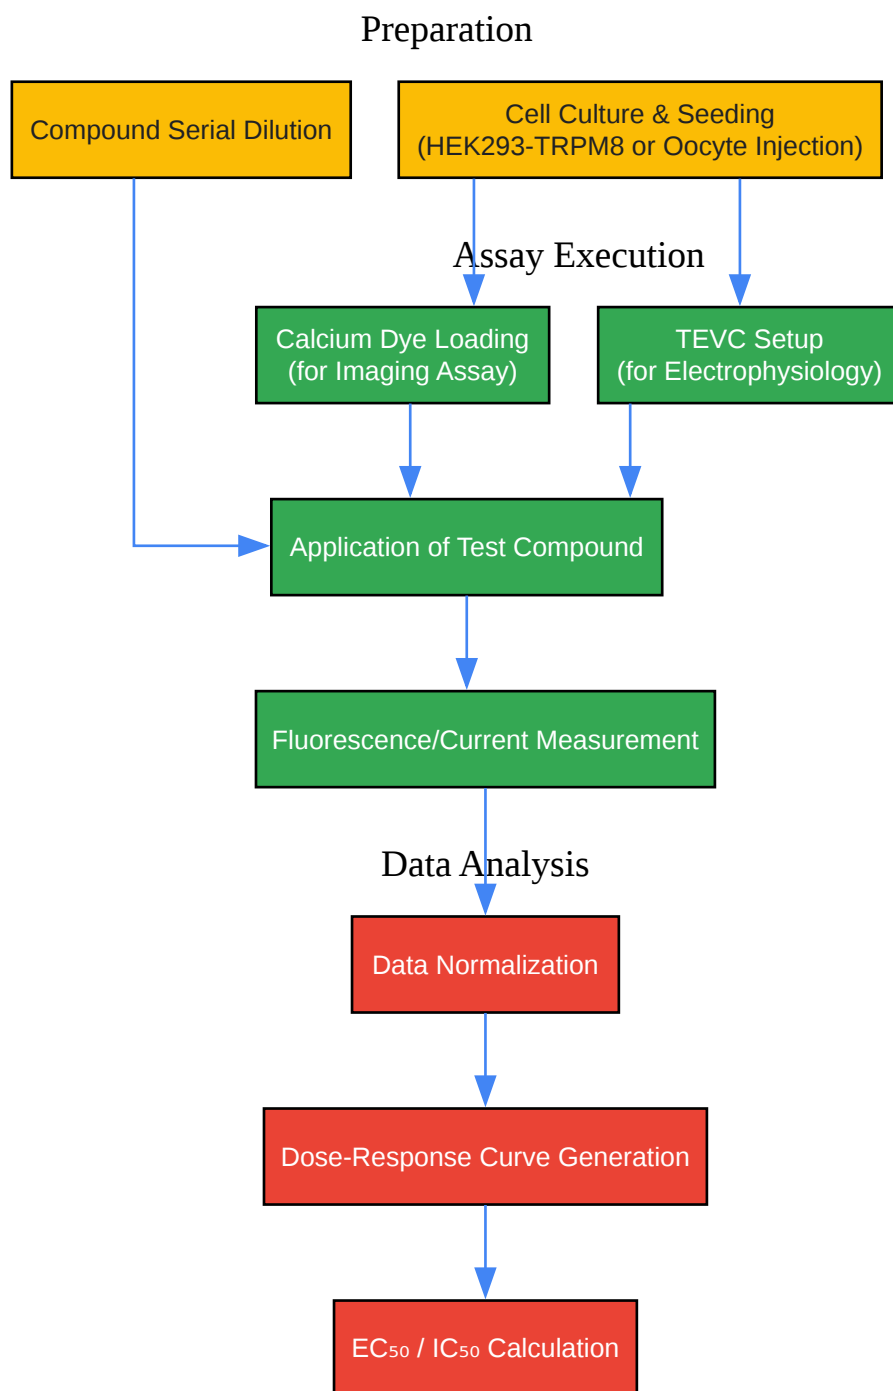 Preparation
Compound Serial Dilution
Cell Culture & Seeding
(HEK293-TRPM8 or Oocyte Injection)
Assay Execution
Calcium Dye Loading
(for Imaging Assay)
TEVC Setup
(for Electrophysiology)
Application of Test Compound
Fluorescence/Current Measurement
Data Analysis
Data Normalization
Dose-Response Curve Generation
EC₅₀ / IC₅₀ Calculation